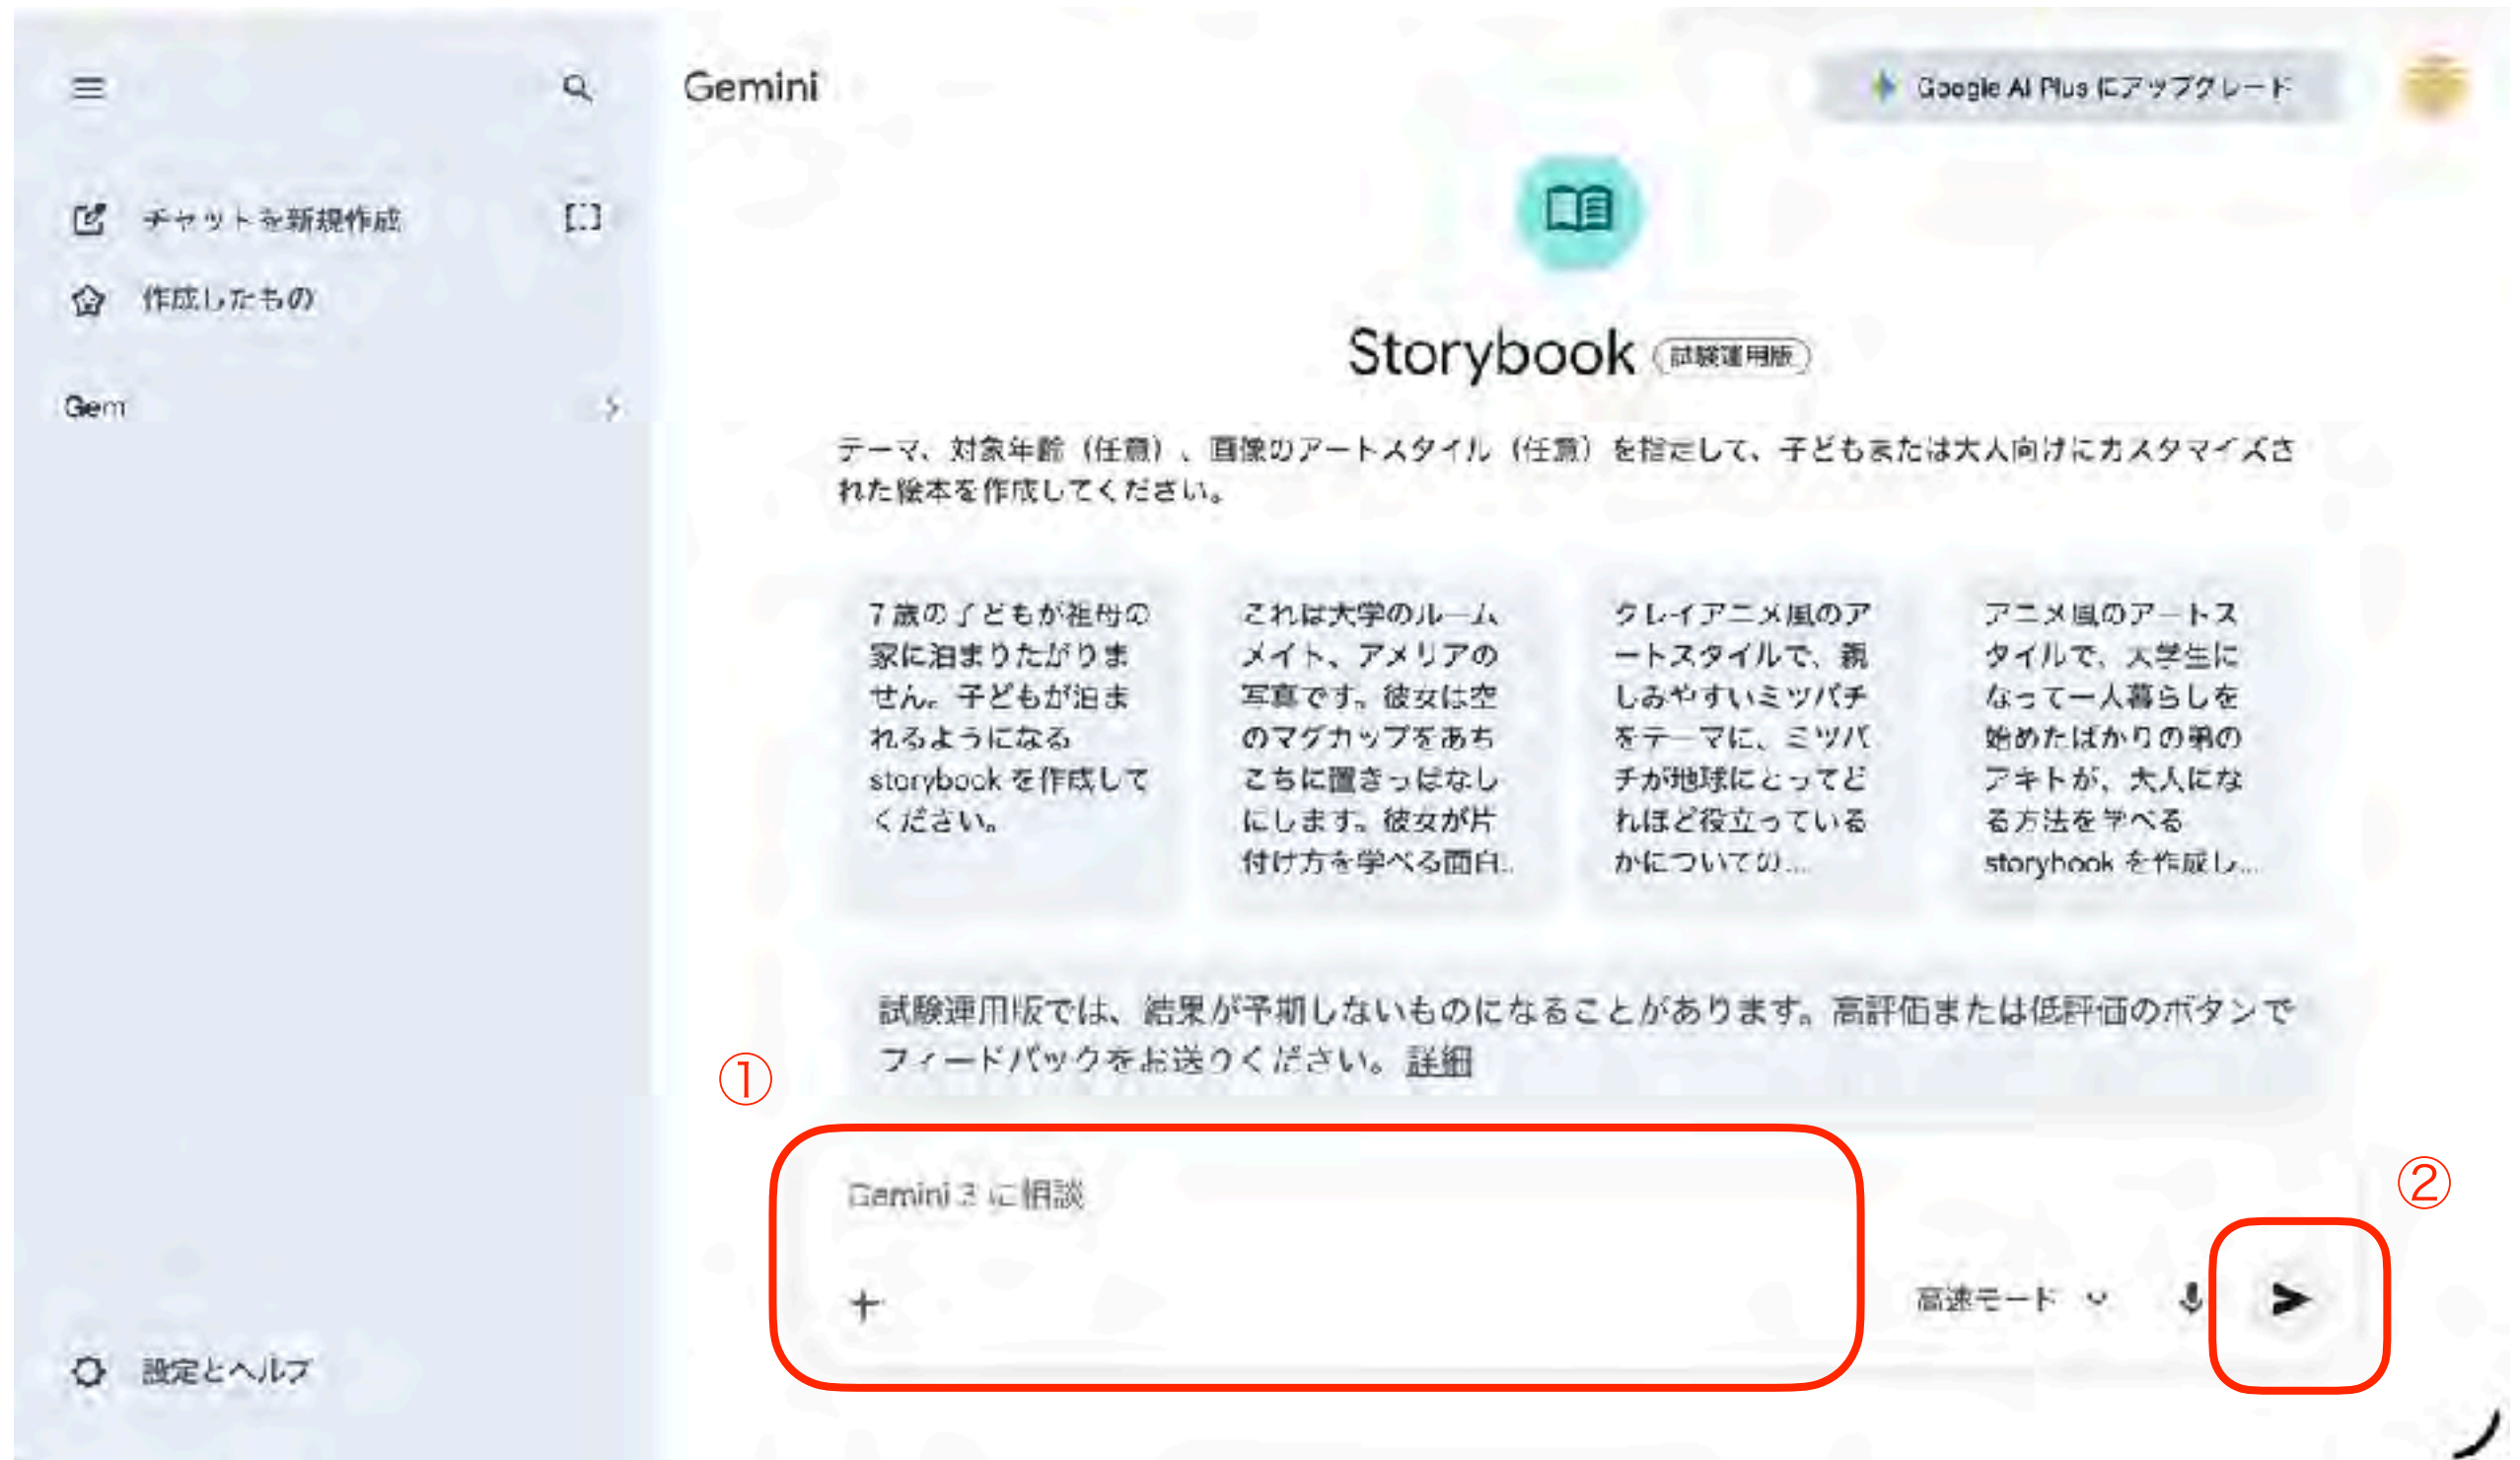 Gemini
Google AI Plus にアップグレード
チャットを新規作成
作成したもの
Gem
Storybook 試験運用版
テーマ、対象年齢（任意）、画像のアートスタイル（任意）を指定して、子どもまたは大人向けにカスタマイズさ
れた絵本を作成してください。
7 歳の子どもが祖母の
家に泊まりたがりま
せん。子どもが泊ま
れるようになる
storybook を作成して
ください。
これは大学のルーム
メイト、アメリアの
写真です。彼女は空
のマグカップをあち
こちに置きっぱなし
にします。彼女が片
付け方を学べる面白...
クレイアニメ風のア
ートスタイルで、親
しみやすいミツバチ
をテーマに、ミツバ
チが地球にとってど
れほど役立っている
かについての...
アニメ風のアートス
タイルで、大学生に
なって一人暮らしを
始めたばかりの弟の
アキトが、大人にな
る方法を学べる
storybook を作成し...
試験運用版では、結果が予期しないものになることがあります。高評価または低評価のボタンで
フィードバックをお送りください。詳細
①
Gemini 3 に相談
②
高速モード
設定とヘルプ